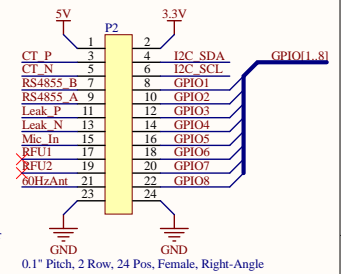 5V P2 3.3V
1 2
CT_P 3 4 I2C_SDA GPIO[1..8]
CT_N 5 6 I2C_SCL
RS4855_B 7 8 GPIO1
RS4855_A 9 10 GPIO2
Leak_P 11 12 GPIO3
Leak_N 13 14 GPIO4
Mic_In 15 16 GPIO5
RFU1 17 18 GPIO6
RFU2 19 20 GPIO7
60HzAnt 21 22 GPIO8
23 24
GND GND
0.1" Pitch, 2 Row, 24 Pos, Female, Right-Angle